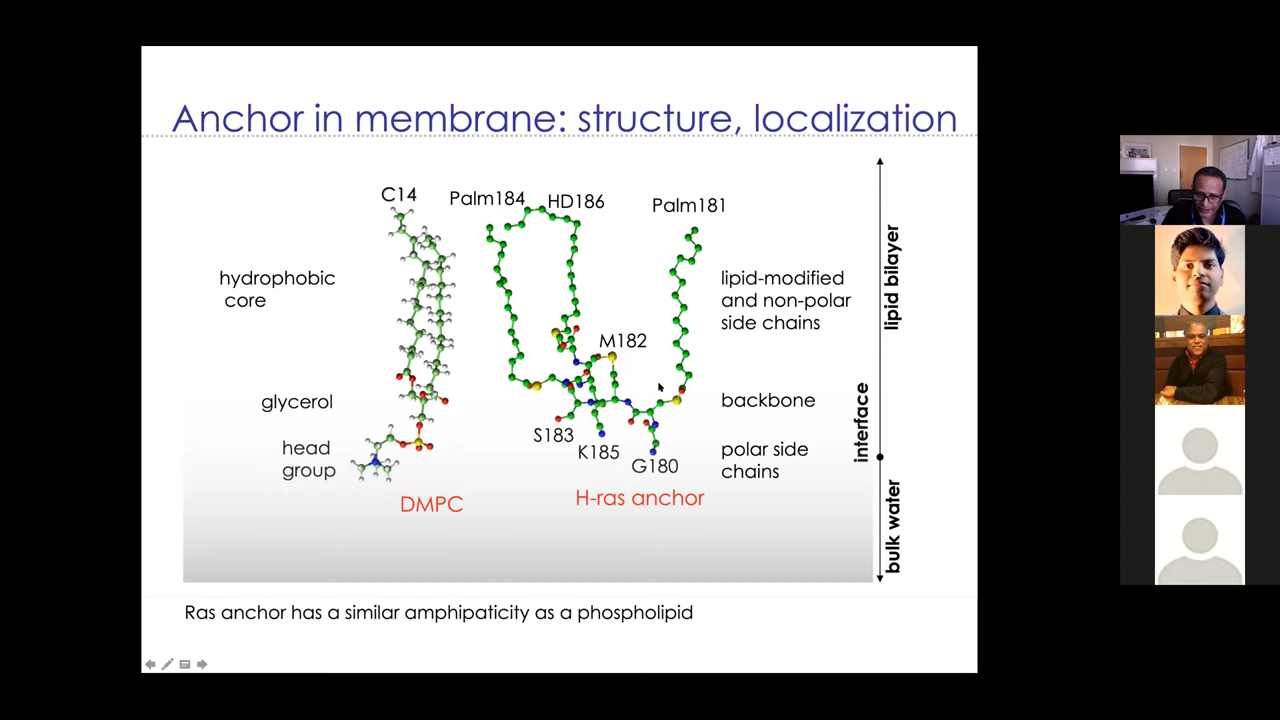 Anchor in membrane: structure, localization
C14
Palm184
HD186
Palm181
hydrophobic
core
lipid-modified
and non-polar
side chains
lipid bilayer
M182
glycerol
backbone
interface
head
group
S183
K185
G180
polar side
chains
DMPC
H-ras anchor
bulk water
Ras anchor has a similar amphipaticity as a phospholipid